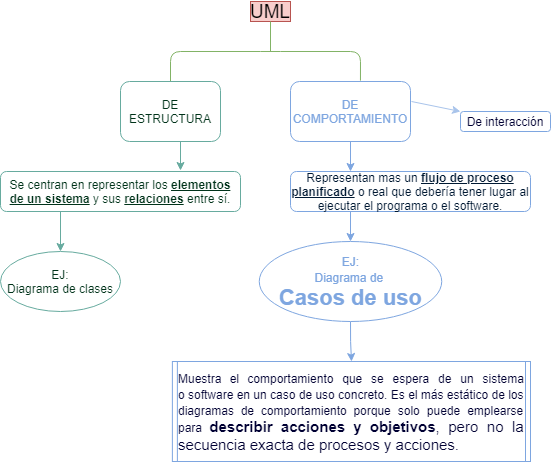 UML
DE
ESTRUCTURA
DE
COMPORTAMIENTO
De interacción
Se centran en representar los elementos
de un sistema y sus relaciones entre sí.
Representan mas un flujo de proceso
planificado o real que debería tener lugar al
ejecutar el programa o el software.
EJ:
Diagrama de clases
EJ:
Diagrama de
Casos de uso
Muestra el comportamiento que se espera de un sistema
o software en un caso de uso concreto. Es el más estático de los
diagramas de comportamiento porque solo puede emplearse
para describir acciones y objetivos, pero no la
secuencia exacta de procesos y acciones.